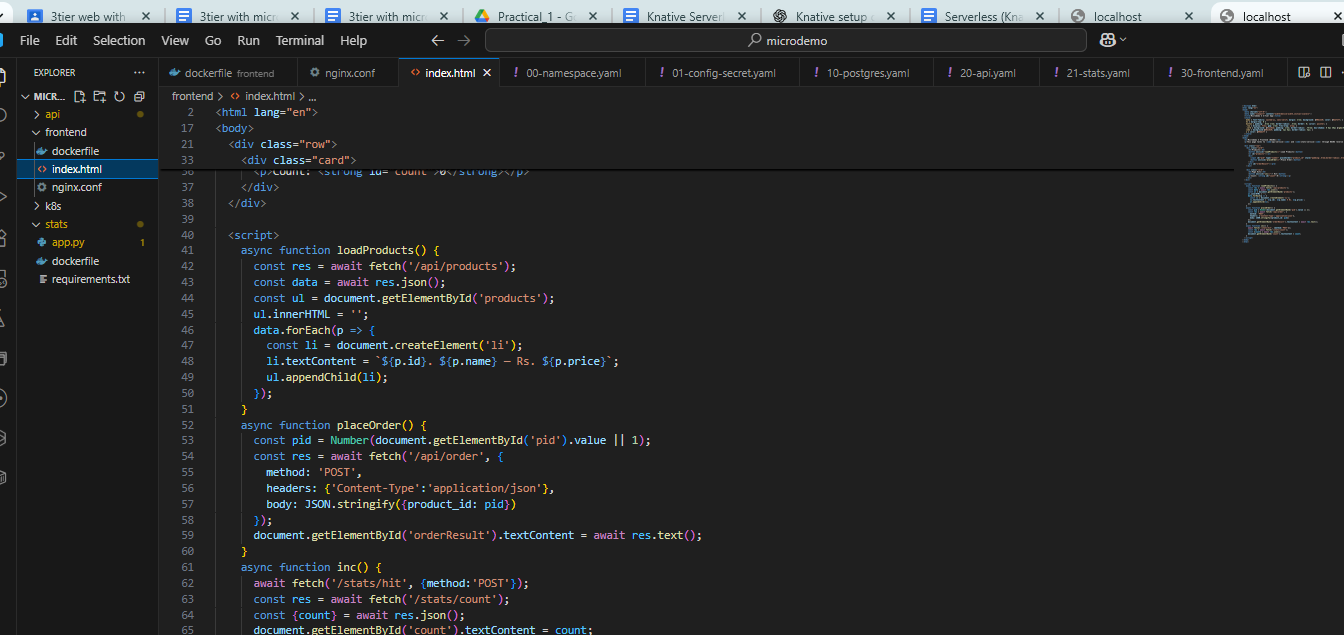 3tier web with
3tier with micr
3tier with micr
Practical_1 - G
Knative Server
Knative setup
Serverless (Kna
localhost
localhost
File Edit Selection View Go Run Terminal Help
microdemo
EXPLORER
dockerfile frontend
nginx.conf
index.html
00-namespace.yaml
01-config-secret.yaml
10-postgres.yaml
20-api.yaml
21-stats.yaml
30-frontend.yaml
MICR...
api
frontend
dockerfile
index.html
nginx.conf
k8s
stats
app.py 1
dockerfile
requirements.txt
frontend > index.html > ...
2 <html lang="en">
17 <body>
21 <div class="row">
33 <div class="card">
36 <p>Count: <strong id="count">0</strong></p>
37 </div>
38 </div>
39
40 <script>
41 async function loadProducts() {
42 const res = await fetch('/api/products');
43 const data = await res.json();
44 const ul = document.getElementById('products');
45 ul.innerHTML = '';
46 data.forEach(p => {
47 const li = document.createElement('li');
48 li.textContent = `${p.id}. ${p.name} — Rs. ${p.price}`;
49 ul.appendChild(li);
50 });
51 }
52 async function placeOrder() {
53 const pid = Number(document.getElementById('pid').value || 1);
54 const res = await fetch('/api/order', {
55 method: 'POST',
56 headers: {'Content-Type':'application/json'},
57 body: JSON.stringify({product_id: pid})
58 });
59 document.getElementById('orderResult').textContent = await res.text();
60 }
61 async function inc() {
62 await fetch('/stats/hit', {method:'POST'});
63 const res = await fetch('/stats/count');
64 const {count} = await res.json();
65 document.getElementById('count').textContent = count;